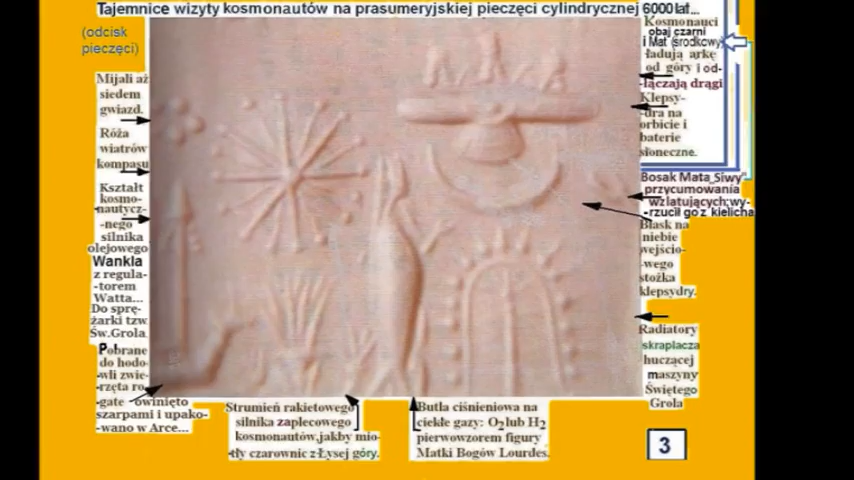 Tajemnice wizyty kosmonautów na prasumeryjskiej pieczęci cylindrycznej 6000 lat...
(odcisk
pieczęci)
Mijali aż
siedem
gwiazd.
Róża
wiatrów
kompasu
Kształt
kosmo-
-nautycz-
-nego
silnika
olejowego
Wankla
z regula-
-torem
Watta...
Do sprę-
żarki tzw.
Św.Grola
Pobrane
do hodo-
-wli zwie-
-rzęta ro-
-gate owinięto
szarpami i upako-
-wano w Arce...
Strumień rakietowego
silnika zaplecowego
kosmonautów,jakby mio-
-tły czarownic z Łysej góry.
Butla ciśnieniowa na
ciekłe gazy: O2 lub H2
pierwowzorem figury
Matki Bogów Lourdes.
Kosmonauci
obaj czarni
i Mat (środkowy)
ładują arkę
od góry i od-
-łączają drągi
Klepsy-
-dra na
orbicie i
baterie
słoneczne.
Bosak Mata_Siwy
przycumowania
wzlatujących;wy-
-rzucił go z kielicha
Blask na
niebie
wejścio-
-wego
stożka
klepsydry.
Radiatory
skraplacza
huczącej
maszyny
Świętego
Grola
3